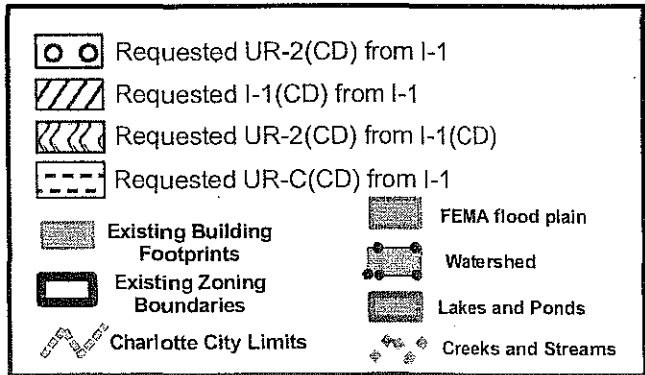 Requested UR-2(CD) from I-1
Requested I-1(CD) from I-1
Requested UR-2(CD) from I-1(CD)
Requested UR-C(CD) from I-1
Existing Building
Footprints
Existing Zoning
Boundaries
Charlotte City Limits
FEMA flood plain
Watershed
Lakes and Ponds
Creeks and Streams